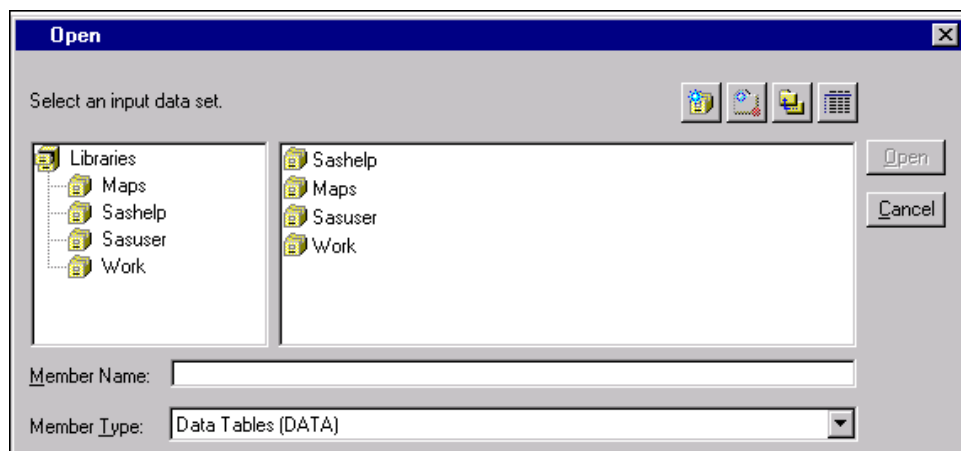 Open
Select an input data set.
Libraries
Maps
Sashelp
Sasuser
Work
Sashelp
Maps
Sasuser
Work
Open
Cancel
Member Name:
Member Type: Data Tables (DATA)